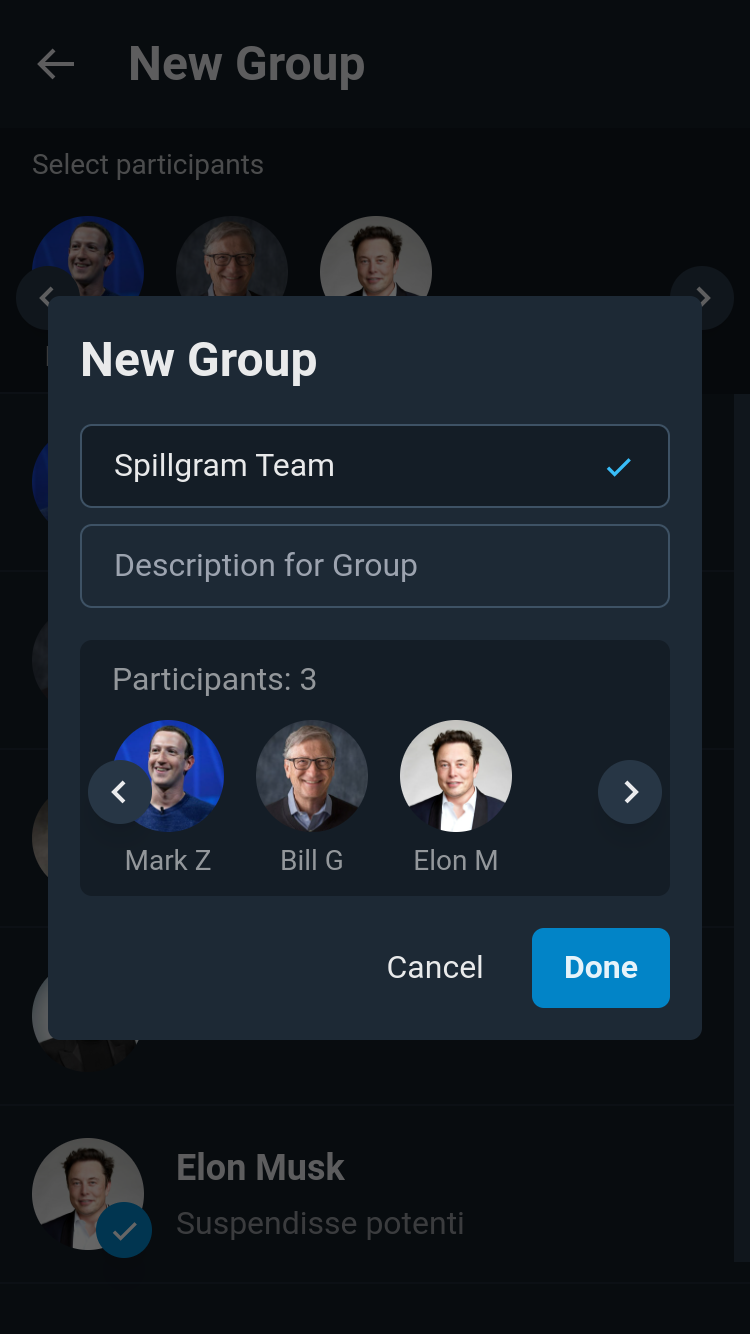 New Group
Select participants
New Group
Spillgram Team
Description for Group
Participants: 3
Mark Z
Bill G
Elon M
Cancel
Done
Elon Musk
Suspendisse potenti